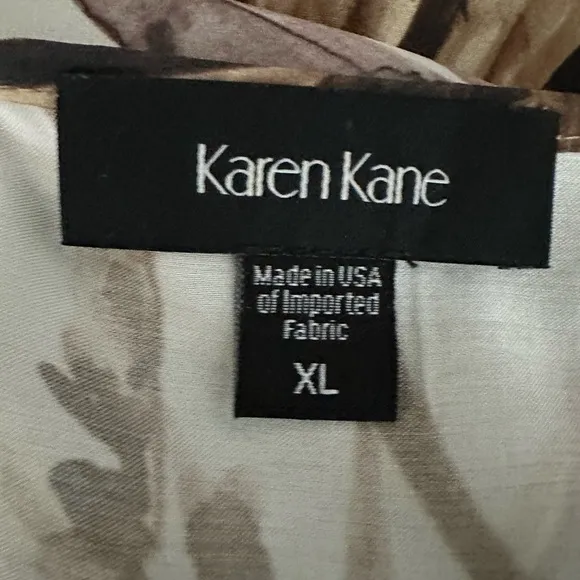 Karen Kane
Made in USA
of Imported
Fabric
XL